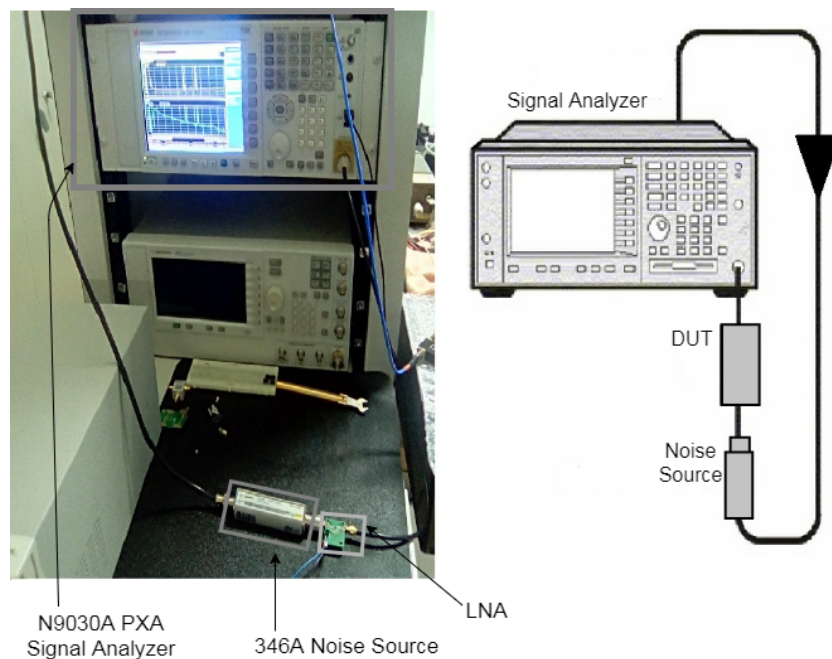 Signal Analyzer
DUT
Noise
Source
LNA
N9030A PXA
Signal Analyzer
346A Noise Source